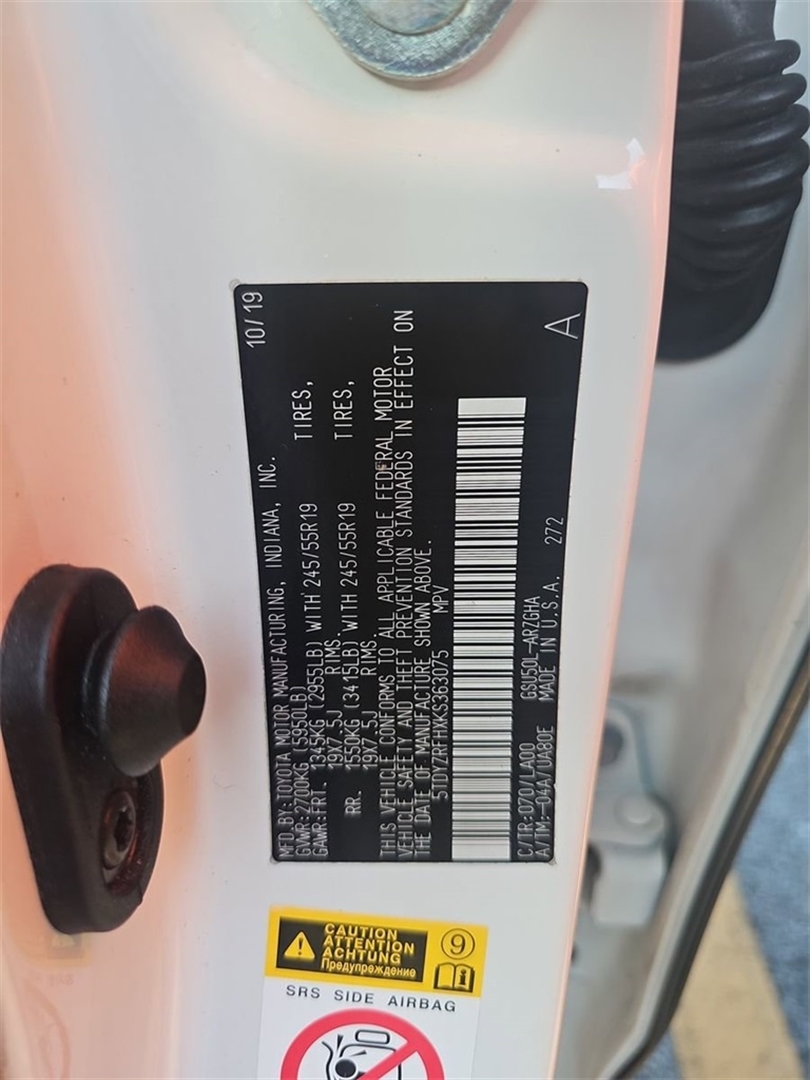 MFD. BY: TOYOTA MOTOR MANUFACTURING, INDIANA, INC. 10/19
GVWR: 2700KG (5950LB)
GAWR: FRT. 1345KG (2955LB) WITH 245/55R19 TIRES,
19X7.5J RIMS.
RR. 1550KG (3415LB) WITH 245/55R19 TIRES,
19X7.5J RIMS.
THIS VEHICLE CONFORMS TO ALL APPLICABLE FEDERAL MOTOR
VEHICLE SAFETY AND THEFT PREVENTION STANDARDS IN EFFECT ON
THE DATE OF MANUFACTURE SHOWN ABOVE.
5TDYZRFHXKS363075 MPV
C/TR: 070/LA00 GSU50L-AR7GHA
A/TM: -04A/UA80E MADE IN U.S.A. 272 A
CAUTION
ATTENTION
ACHTUNG
Предупреждение
9
SRS SIDE AIRBAG